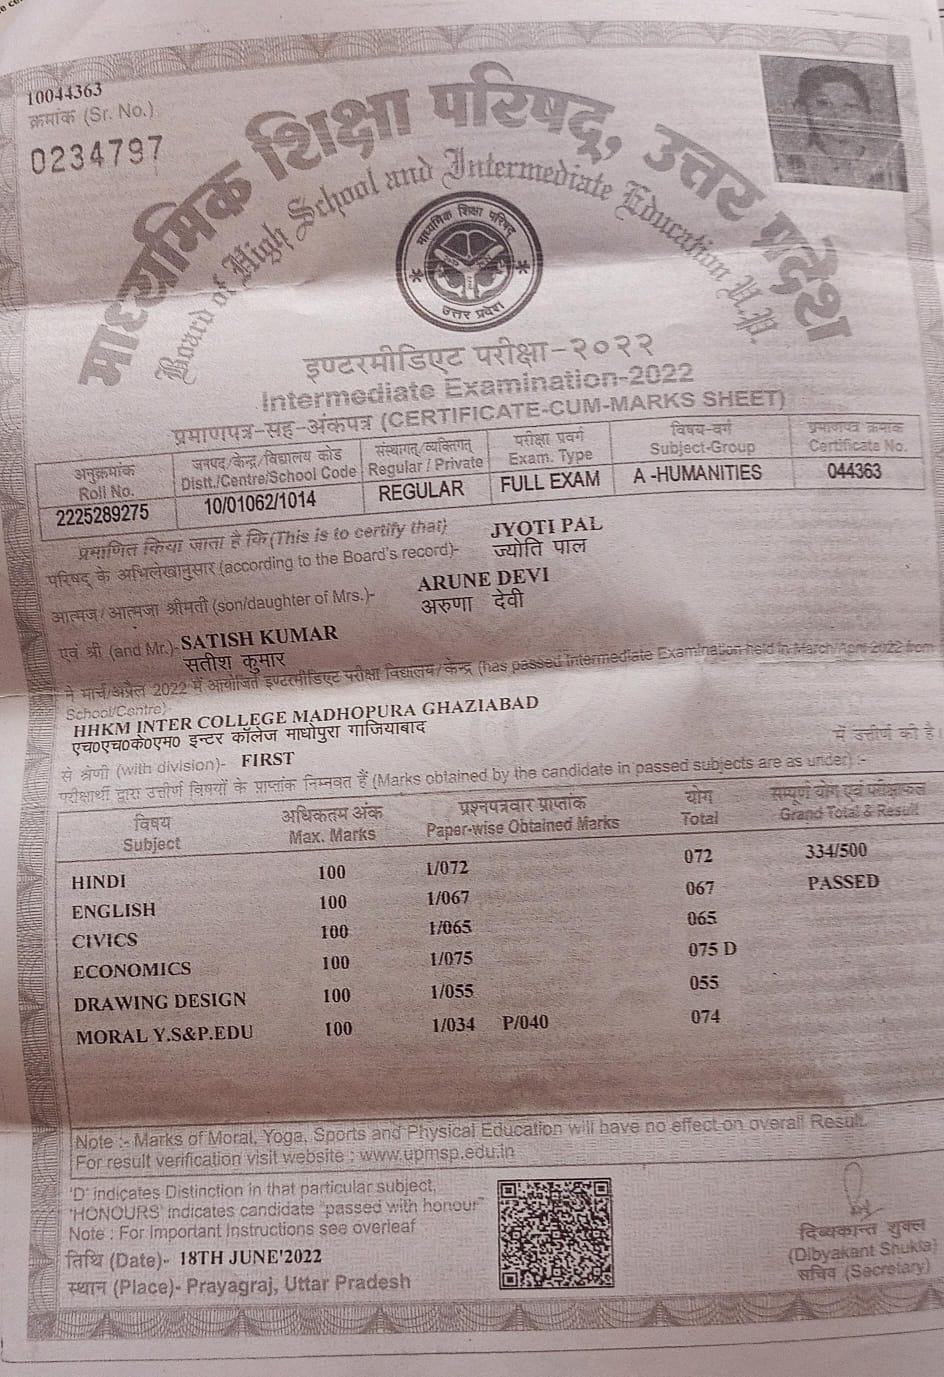 10044363
क्रमांक (Sr. No.)
0234797
माध्यमिक शिक्षा परिषद्, उत्तर प्रदेश
Board of High School and Intermediate Education U.P.
माध्यमिक शिक्षा परिषद्
उत्तर प्रदेश
इण्टरमीडिएट परीक्षा-२०२२
Intermediate Examination-2022
प्रमाणपत्र-सह-अंकपत्र (CERTIFICATE-CUM-MARKS SHEET)
अनुक्रमांक जनपद/केन्द्र/विद्यालय कोड संस्थागत/व्यक्तिगत् परीक्षा प्रवर्ग विषय-वर्ग प्रमाणपत्र क्रमांक
Roll No. Distt./Centre/School Code Regular / Private Exam. Type Subject-Group Certificate No.
2225289275 10/01062/1014 REGULAR FULL EXAM A -HUMANITIES 044363
प्रमाणित किया जाता है कि (This is to certify that) JYOTI PAL
परिषद के अभिलेखानुसार (according to the Board's record)- ज्योति पाल
आत्मज/आत्मजा श्रीमती (son/daughter of Mrs.)- ARUNE DEVI
अरुणा देवी
एवं श्री (and Mr.)- SATISH KUMAR
सतीश कुमार
ने मार्च/अप्रैल 2022 में आयोजित इण्टरमीडिएट परीक्षा विद्यालय/केन्द्र (has passed Intermediate Examination held in March/April 2022 from
School/Centre)
HHKM INTER COLLEGE MADHOPURA GHAZIABAD
एच०एच०के०एम० इन्टर कॉलेज माधोपुरा गाजियाबाद में उत्तीर्ण की है।
से श्रेणी (with division)- FIRST
परीक्षार्थी द्वारा उत्तीर्ण विषयों के प्राप्तांक निम्नवत हैं (Marks obtained by the candidate in passed subjects are as under) :-
विषय अधिकतम अंक प्रश्नपत्रवार प्राप्तांक योग सम्पूर्ण योग एवं परीक्षाफल
Subject Max. Marks Paper-wise Obtained Marks Total Grand Total & Result
HINDI 100 1/072 072 334/500
ENGLISH 100 1/067 067 PASSED
CIVICS 100 1/065 065
ECONOMICS 100 1/075 075 D
DRAWING DESIGN 100 1/055 055
MORAL Y.S&P.EDU 100 1/034 P/040 074
Note :- Marks of Moral, Yoga, Sports and Physical Education will have no effect on overall Result.
For result verification visit website : www.upmsp.edu.in
'D' indicates Distinction in that particular subject,
'HONOURS' indicates candidate "passed with honour"
Note : For Important Instructions see overleaf
तिथि (Date)- 18TH JUNE'2022
स्थान (Place)- Prayagraj, Uttar Pradesh
दिब्यकान्त शुक्ल
(Dibyakant Shukla)
सचिव (Secretary)